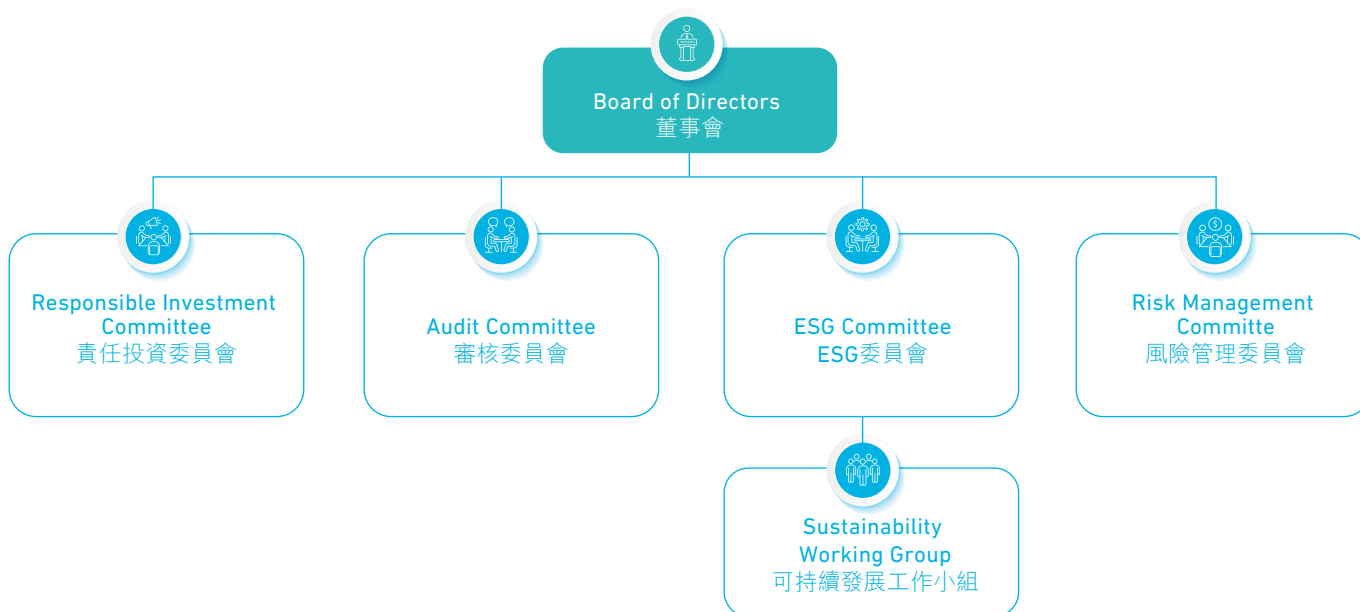 Board of Directors
董事會
Responsible Investment
Committee
責任投資委員會
Audit Committee
審核委員會
ESG Committee
ESG委員會
Risk Management
Committe
風險管理委員會
Sustainability
Working Group
可持續發展工作小組